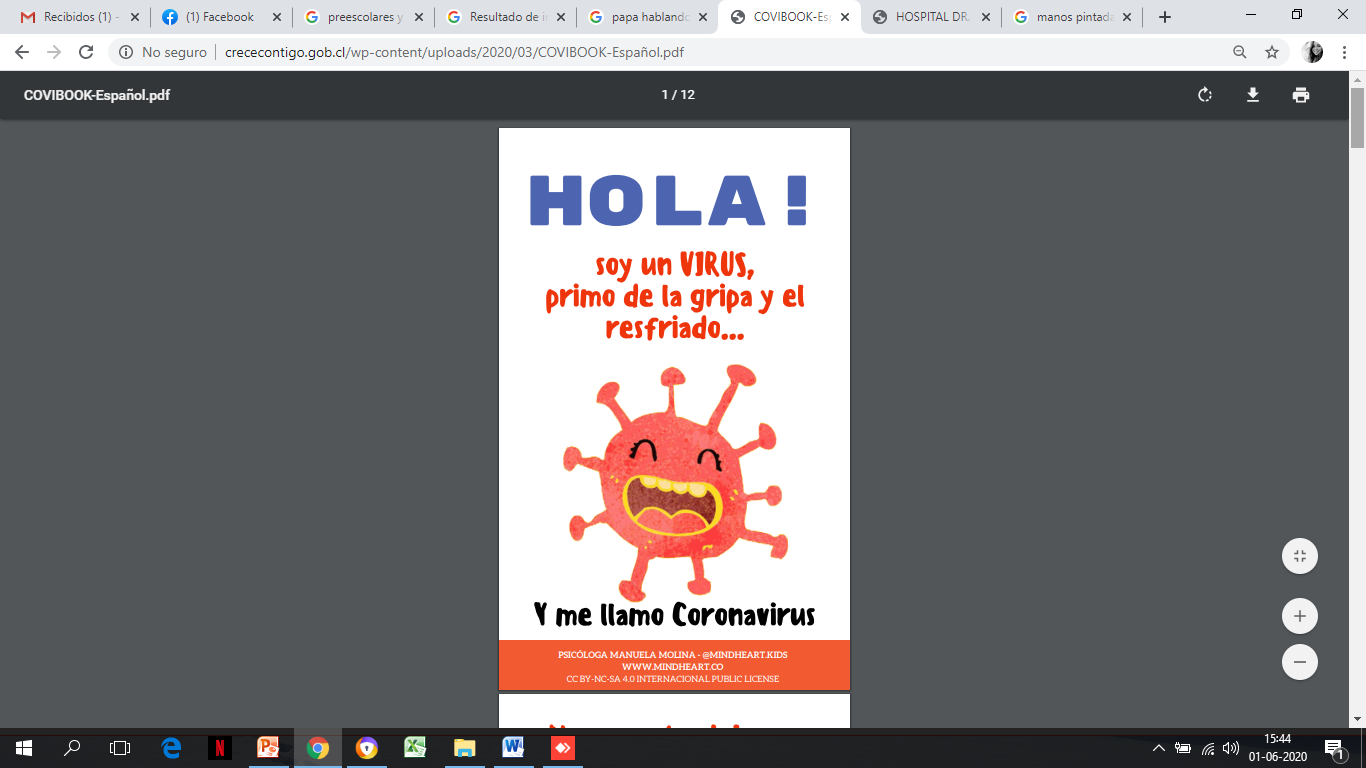 Recibidos (1) -
(1) Facebook
preescolares y
Resultado de i
papa hablando
COVIBOOK-Es
HOSPITAL DR.
manos pintada
No seguro
crececontigo.gob.cl/wp-content/uploads/2020/03/COVIBOOK-Español.pdf
COVIBOOK-Español.pdf
1 / 12
HOLA!
soy un VIRUS,
primo de la gripa y el
resfriado...
Y me llamo Coronavirus
PSICÓLOGA MANUELA MOLINA - @MINDHEART.KIDS
WWW.MINDHEART.CO
CC BY-NC-SA 4.0 INTERNACIONAL PUBLIC LICENSE
15:44
01-06-2020
1